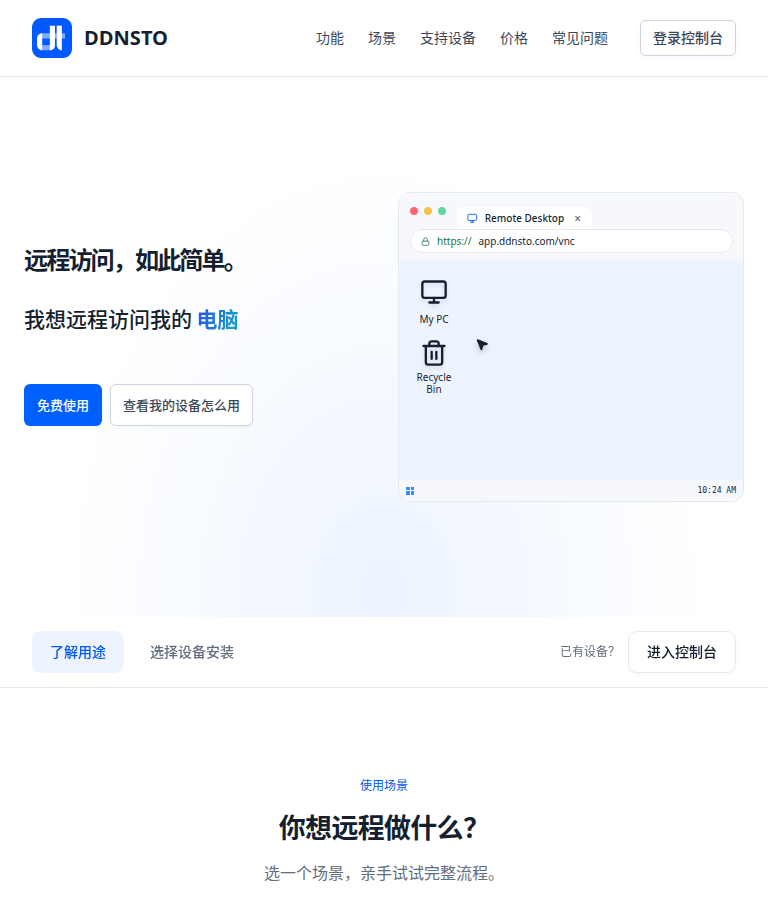 DDNSTO
功能 场景 支持设备 价格 常见问题 登录控制台
远程访问，如此简单。
我想远程访问我的 电脑
免费使用 查看我的设备怎么用
Remote Desktop ×
https:// app.ddnsto.com/vnc
My PC
Recycle
Bin
10:24 AM
了解用途 选择设备安装 已有设备？ 进入控制台
使用场景
你想远程做什么？
选一个场景，亲手试试完整流程。